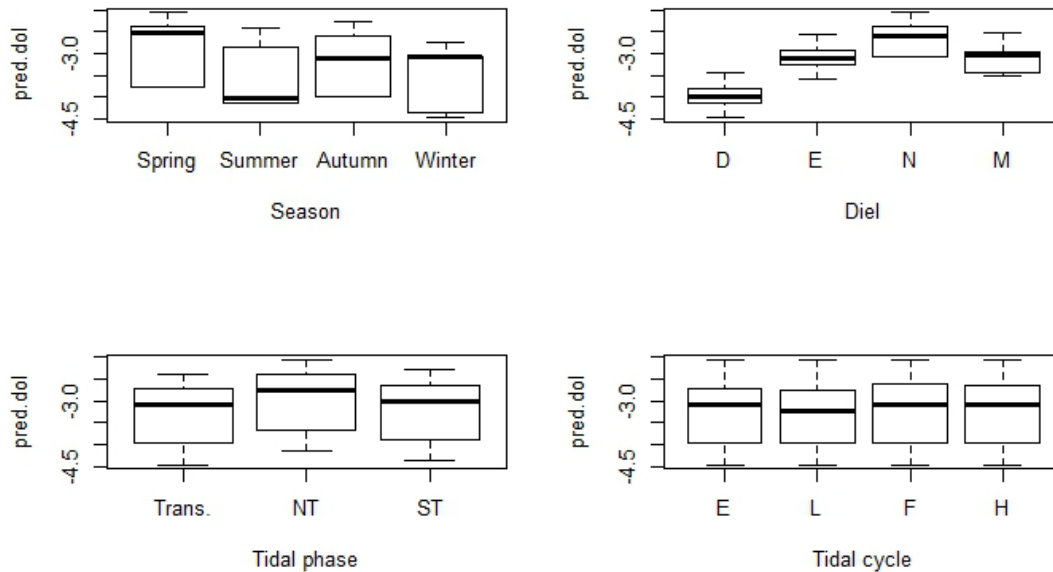 pred.dol
-3.0
-4.5
Spring Summer Autumn Winter
Season
pred.dol
-3.0
-4.5
D E N M
Diel
pred.dol
-3.0
-4.5
Trans. NT ST
Tidal phase
pred.dol
-3.0
-4.5
E L F H
Tidal cycle